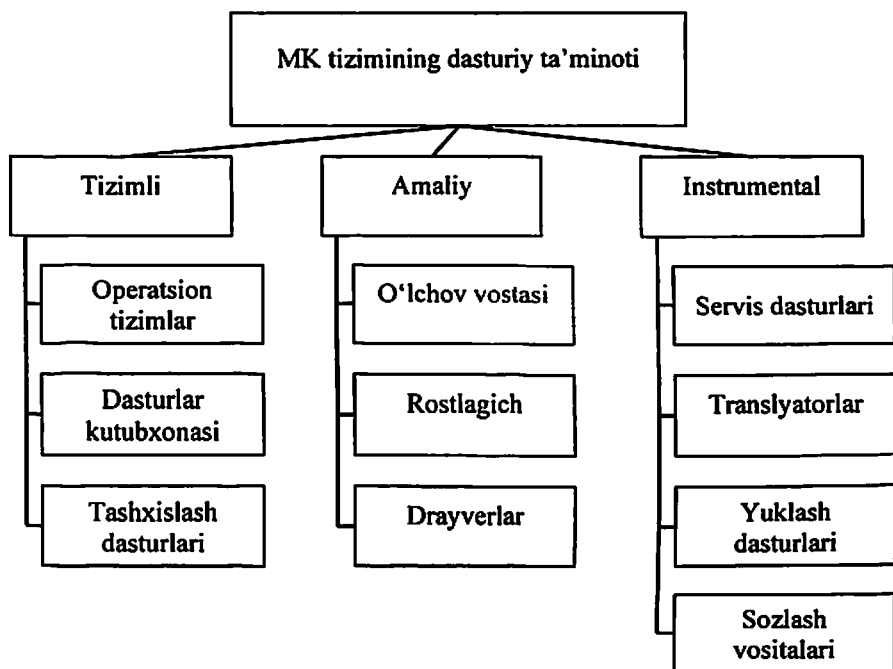 MK tizimining dasturiy ta’minoti
Tizimli
Amaliy
Instrumental
Operatsion
tizimlar
Dasturlar
kutubxonasi
Tashxislash
dasturlari
O‘lchov vostasi
Rostlagich
Drayverlar
Servis dasturlari
Translyatorlar
Yuklash
dasturlari
Sozlash
vositalari